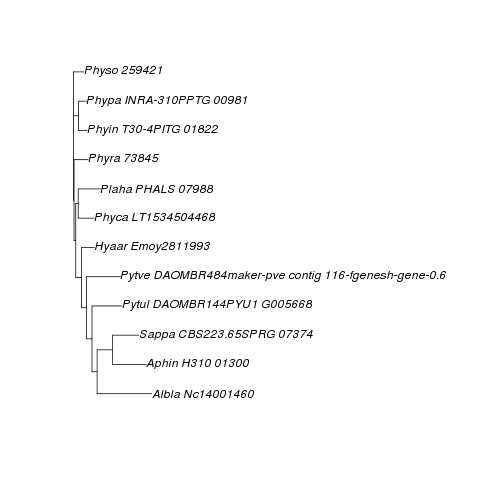 Physo 259421
Phypa INRA-310PPTG 00981
Phyin T30-4PITG 01822
Phyra 73845
Plaha PHALS 07988
Phyca LT1534504468
Hyaar Emoy2811993
Pytve DAOMBR484maker-pve contig 116-fgenesh-gene-0.6
Pytul DAOMBR144PYU1 G005668
Sappa CBS223.65SPRG 07374
Aphin H310 01300
Albla Nc14001460